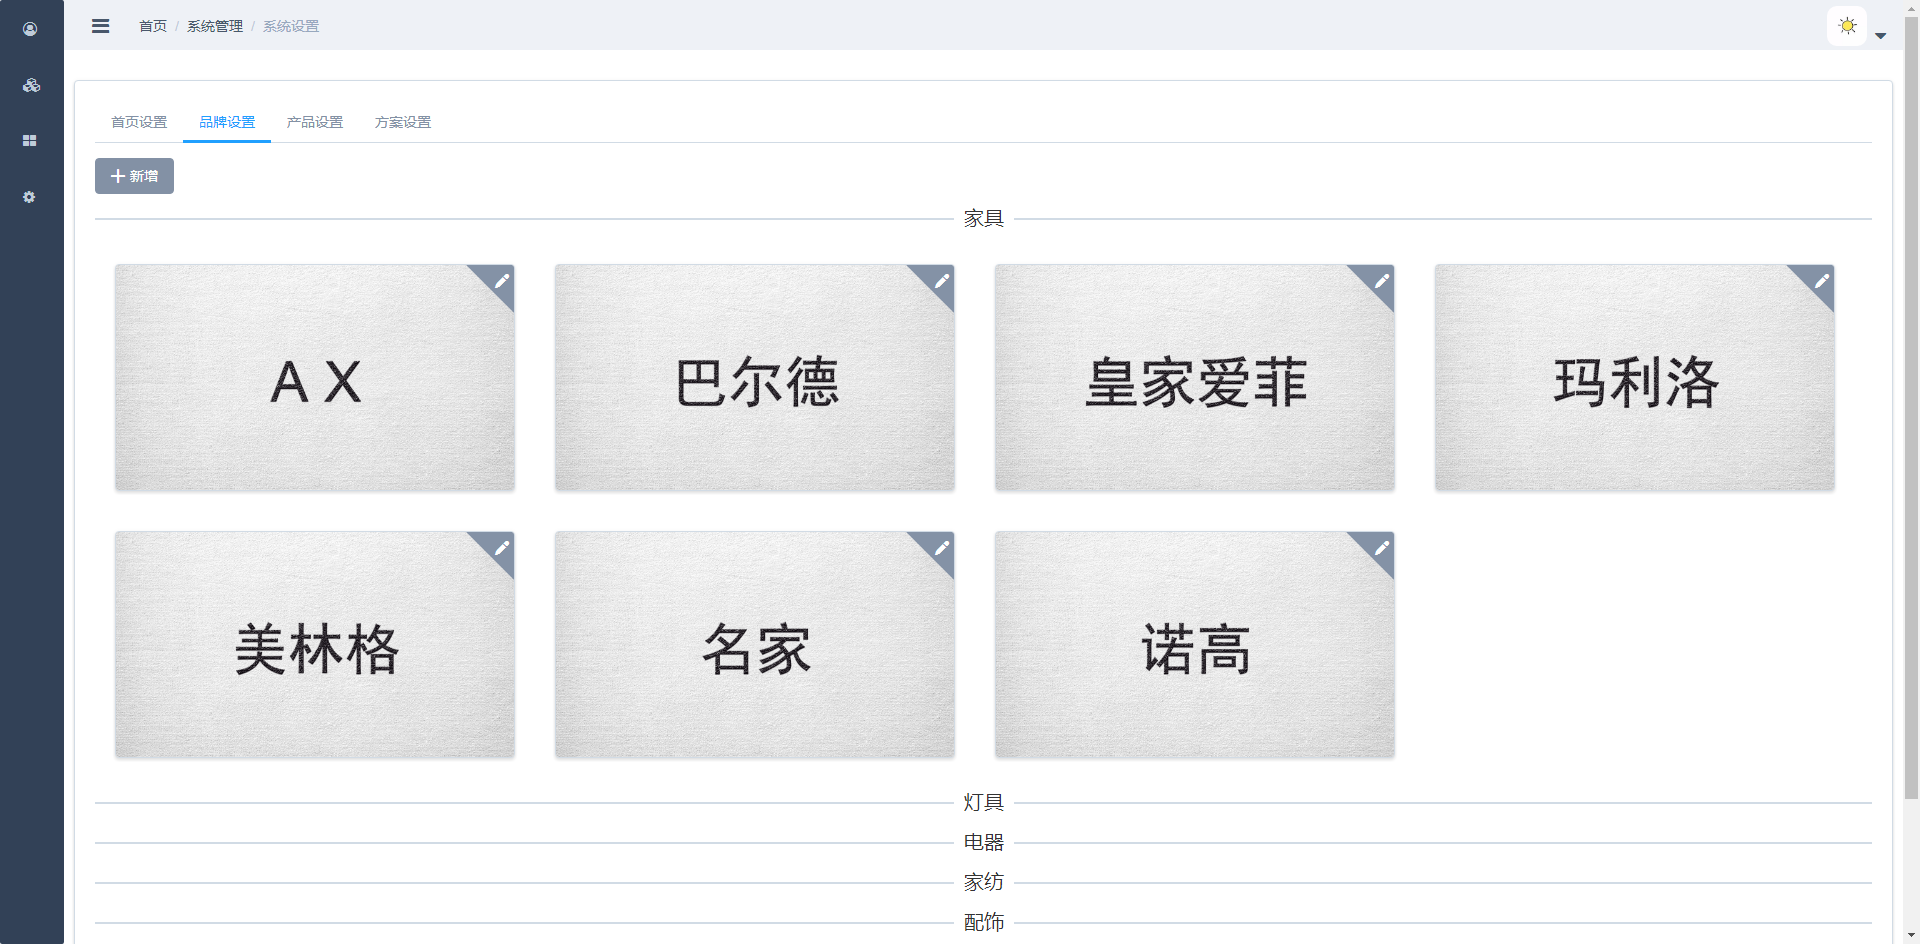 首页 / 系统管理 / 系统设置
首页设置 品牌设置 产品设置 方案设置
新增
家具
A X 巴尔德 皇家爱菲 玛利洛
美林格 名家 诺高
灯具
电器
家纺
配饰